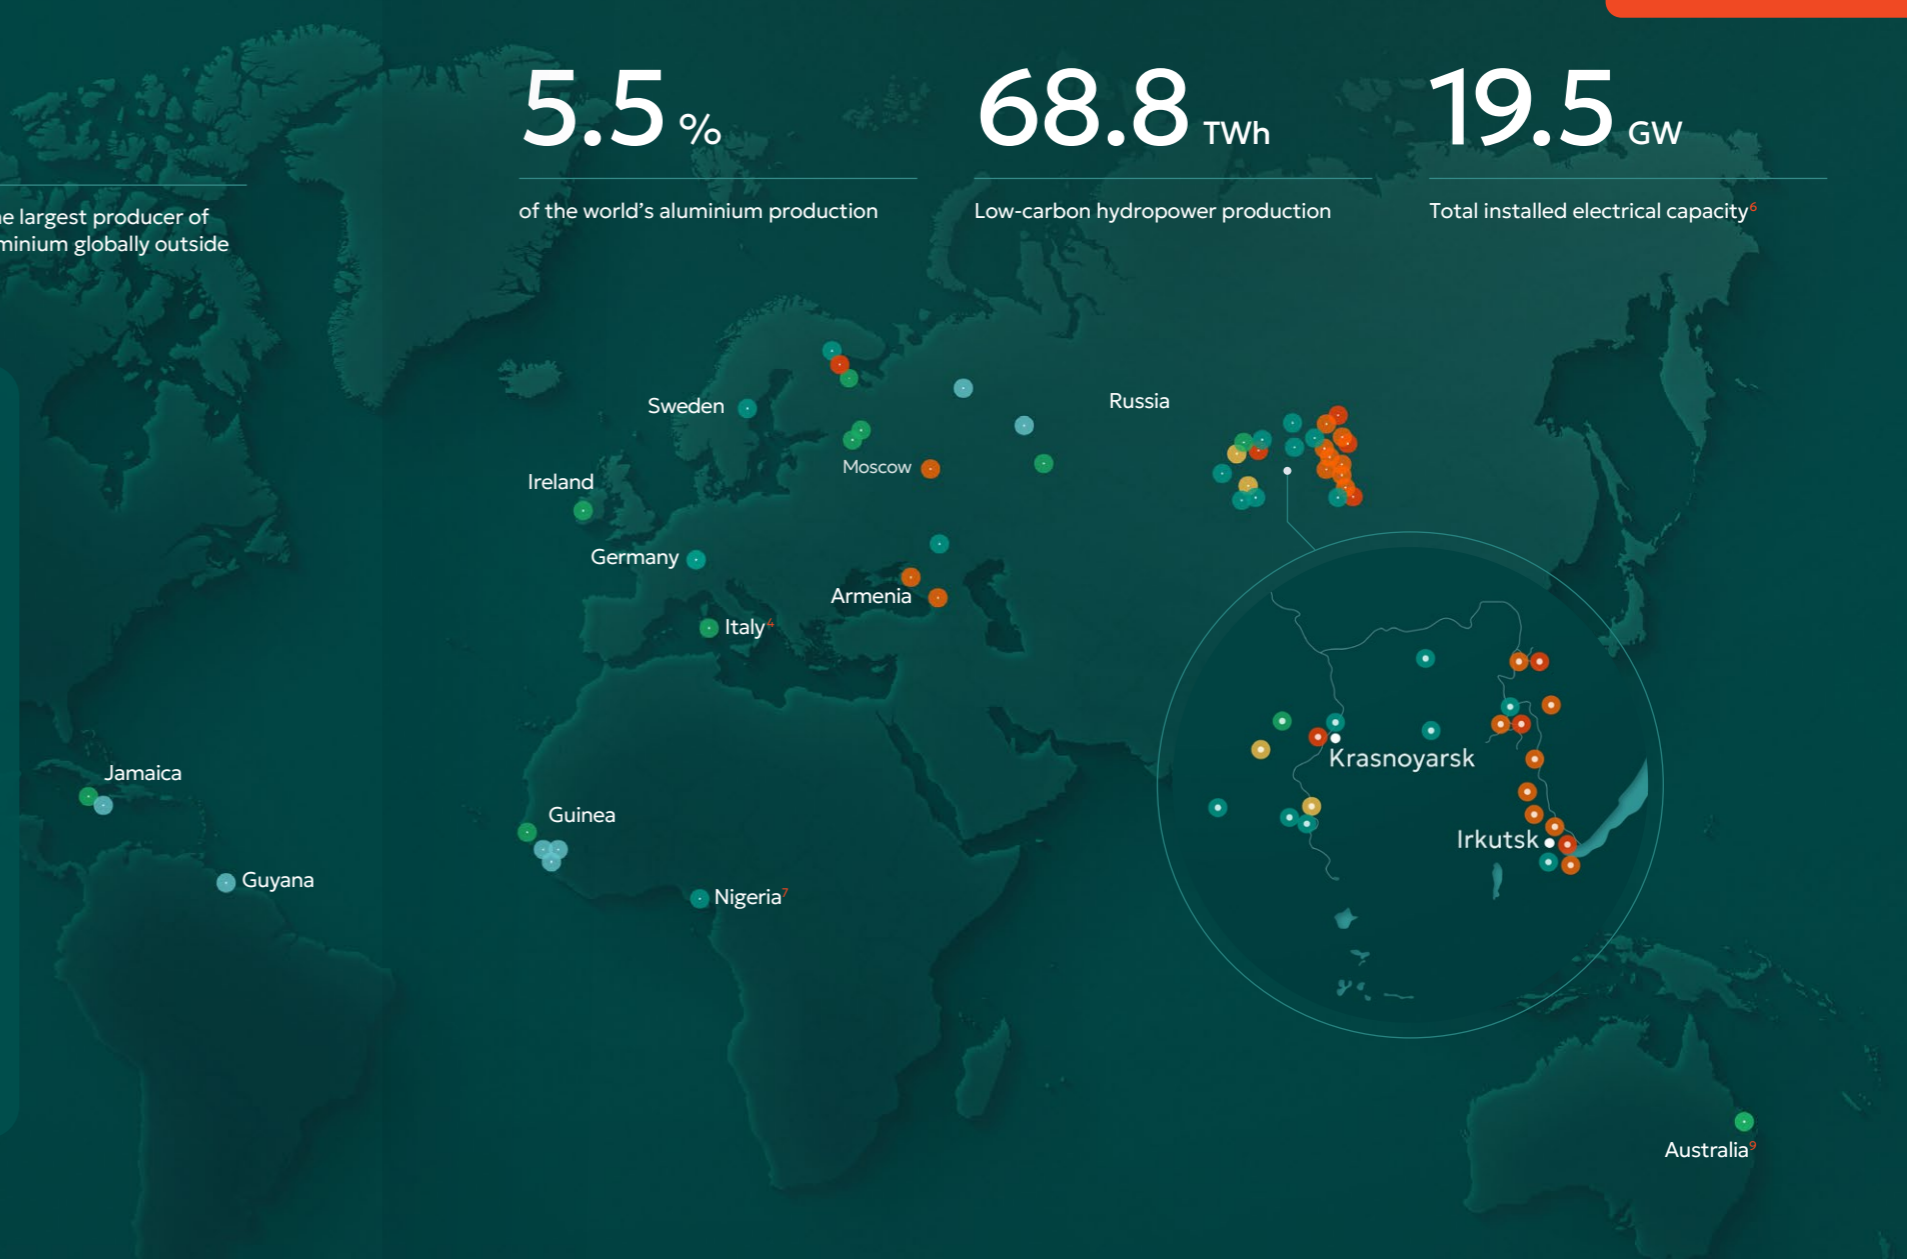 5.5 %
of the world's aluminium production
68.8 TWh
Low-carbon hydropower production
19.5 GW
Total installed electrical capacity⁶
largest producer of
globally outside
Sweden
Russia
Moscow
Ireland
Germany
Armenia
Italy⁴
Jamaica
Guinea
Guyana
Nigeria⁷
Krasnoyarsk
Irkutsk
Australia⁹